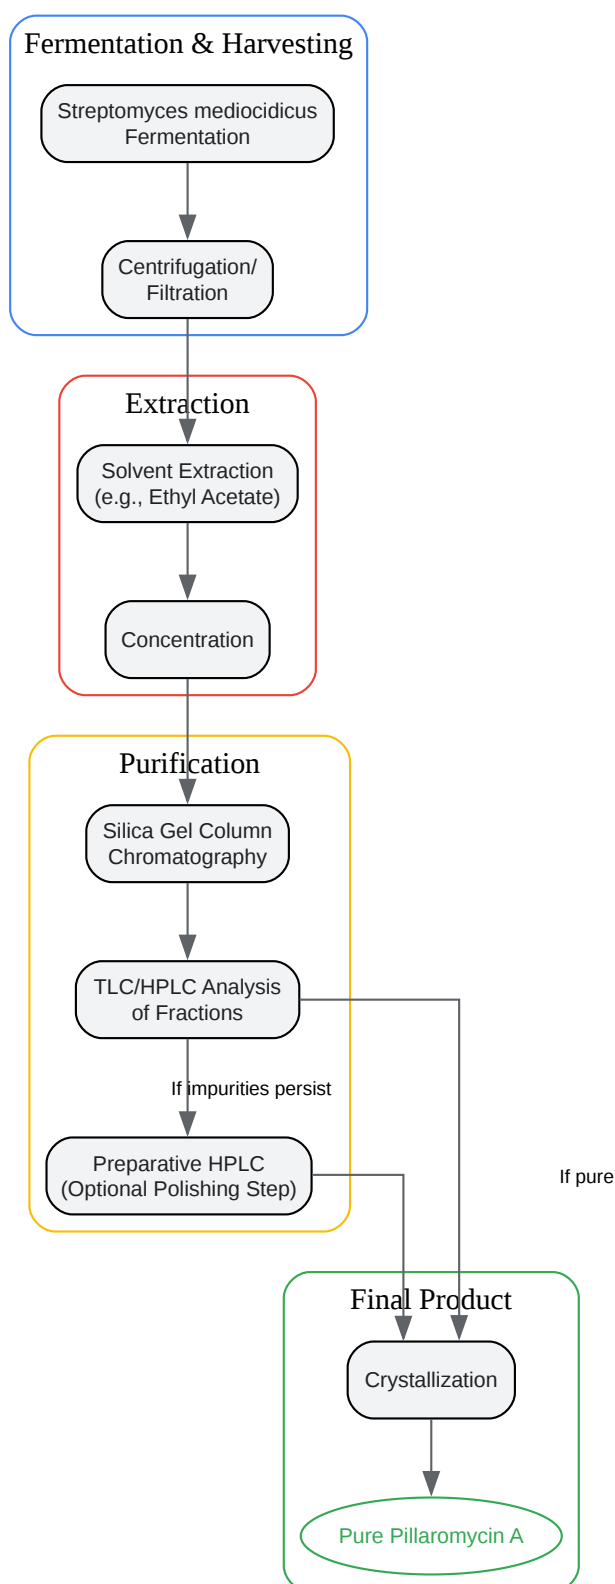 Fermentation & Harvesting
Streptomyces mediocidicus
Fermentation
Centrifugation/
Filtration
Extraction
Solvent Extraction
(e.g., Ethyl Acetate)
Concentration
Purification
Silica Gel Column
Chromatography
TLC/HPLC Analysis
of Fractions
If impurities persist
Preparative HPLC
(Optional Polishing Step)
If pure
Final Product
Crystallization
Pure Pillaromycin A